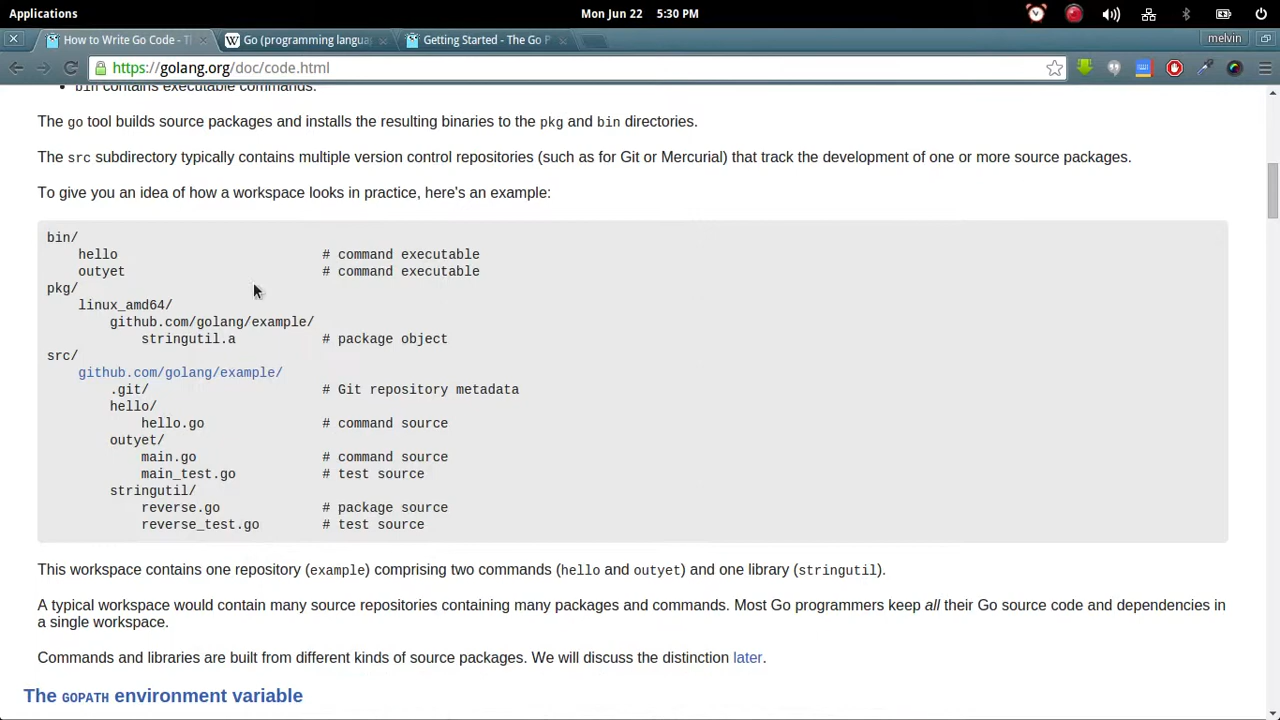 Applications
Mon Jun 22 5:30 PM
How to Write Go Code - T
Go (programming langua
Getting Started - The Go P
melvin
https://golang.org/doc/code.html
bin contains executable commands.
The go tool builds source packages and installs the resulting binaries to the pkg and bin directories.
The src subdirectory typically contains multiple version control repositories (such as for Git or Mercurial) that track the development of one or more source packages.
To give you an idea of how a workspace looks in practice, here's an example:
bin/
hello # command executable
outyet # command executable
pkg/
linux_amd64/
github.com/golang/example/
stringutil.a # package object
src/
github.com/golang/example/
.git/ # Git repository metadata
hello/
hello.go # command source
outyet/
main.go # command source
main_test.go # test source
stringutil/
reverse.go # package source
reverse_test.go # test source
This workspace contains one repository (example) comprising two commands (hello and outyet) and one library (stringutil).
A typical workspace would contain many source repositories containing many packages and commands. Most Go programmers keep all their Go source code and dependencies in
a single workspace.
Commands and libraries are built from different kinds of source packages. We will discuss the distinction later.
The GOPATH environment variable